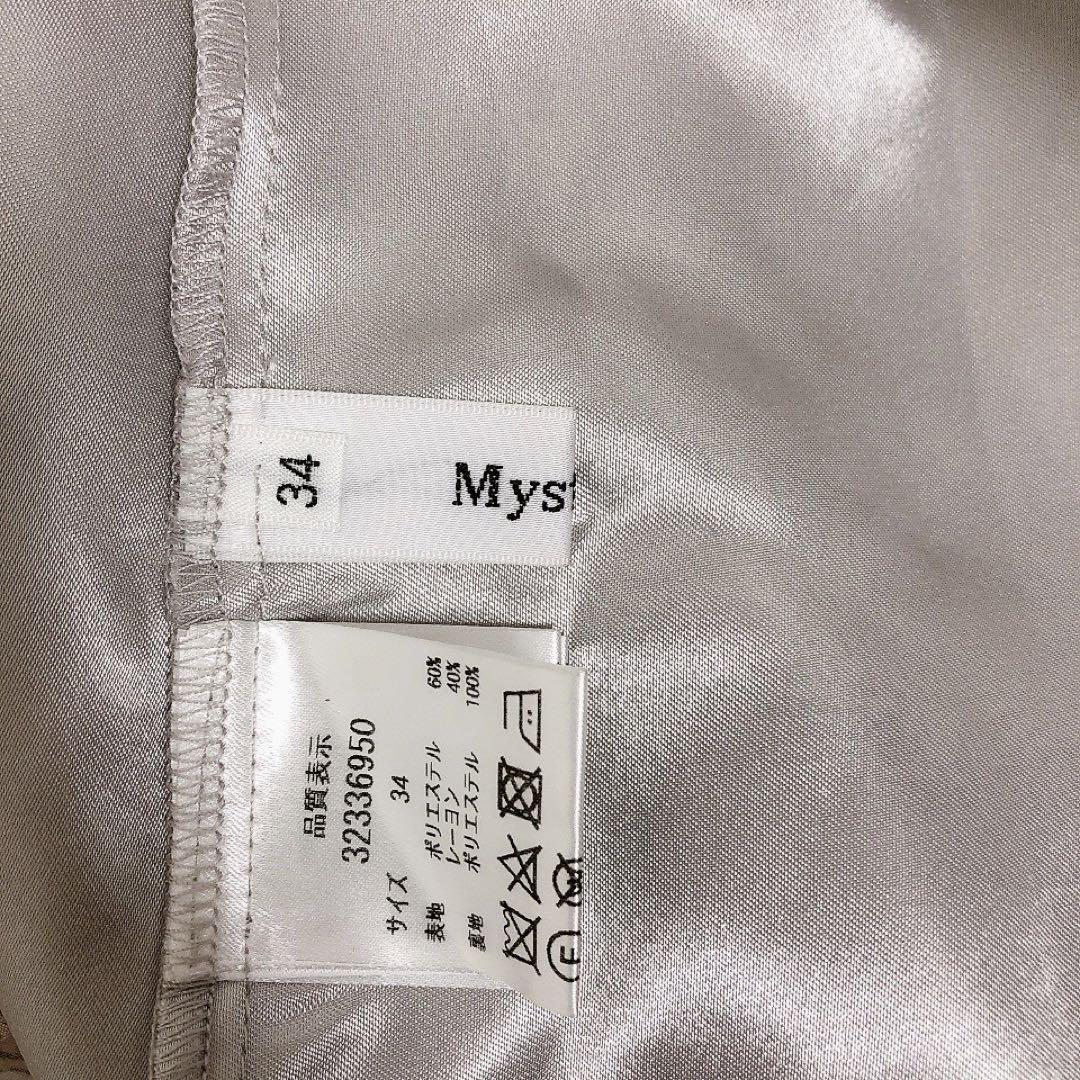 34
Myst
品質表示
32336950
サイズ 34
表地 ポリエステル 60%
レーヨン 40%
裏地 ポリエステル 100%
F